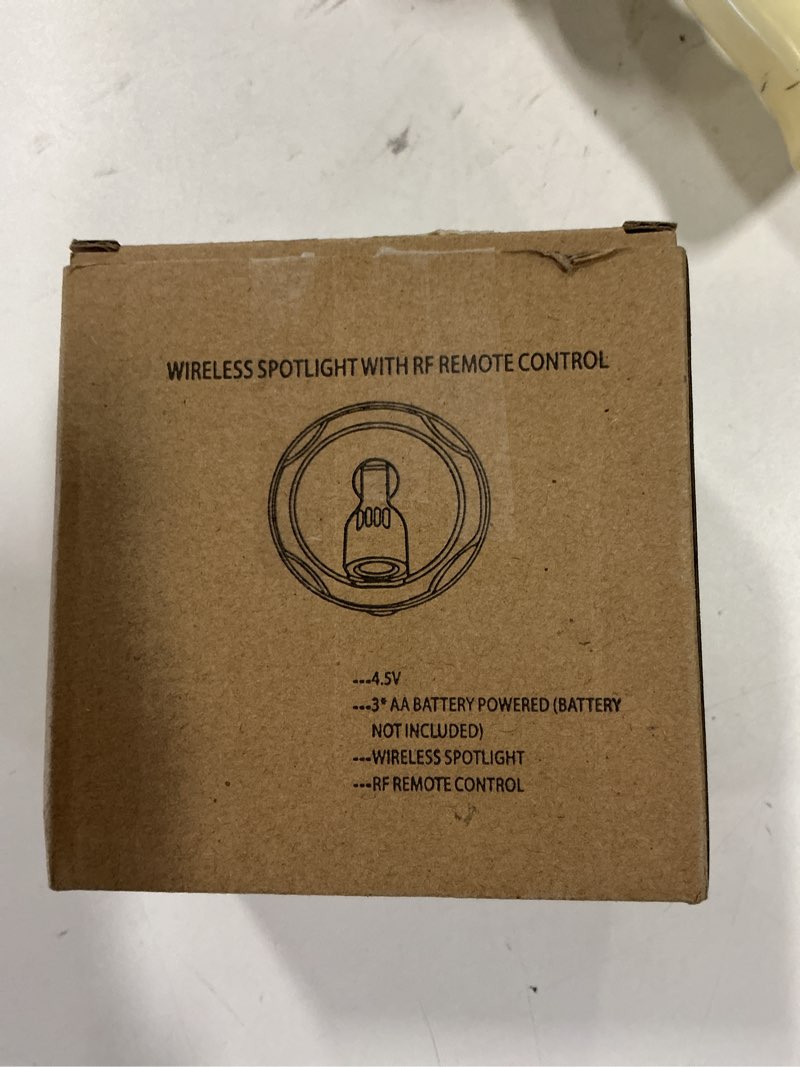 WIRELESS SPOTLIGHT WITH RF REMOTE CONTROL
---4.5V
---3* AA BATTERY POWERED (BATTERY
NOT INCLUDED)
---WIRELESS SPOTLIGHT
---RF REMOTE CONTROL